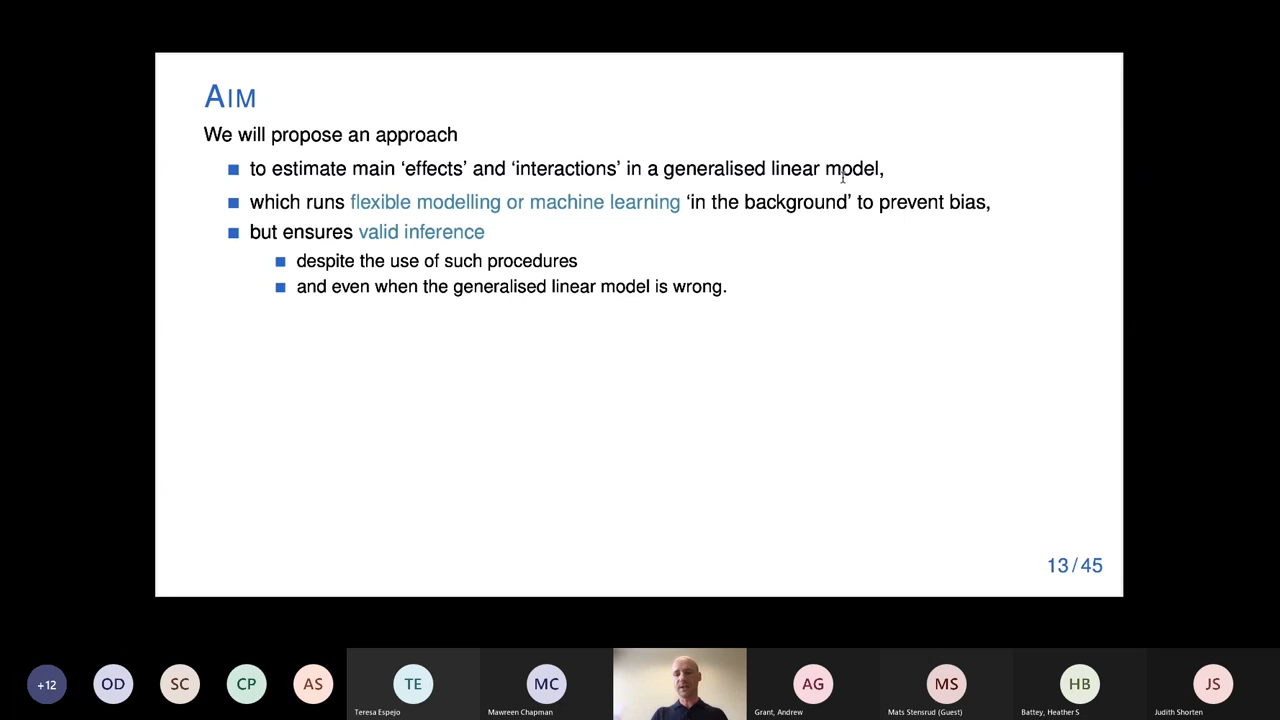 AIM
We will propose an approach
to estimate main ‘effects’ and ‘interactions’ in a generalised linear model,
which runs flexible modelling or machine learning ‘in the background’ to prevent bias,
but ensures valid inference
despite the use of such procedures
and even when the generalised linear model is wrong.
13/45
+12
OD
SC
CP
AS
TE
MC
AG
MS
HB
JS
Teresa Espejo
Mawreen Chapman
Grant, Andrew
Mats Stensrud (Guest)
Battey, Heather S
Judith Shorten